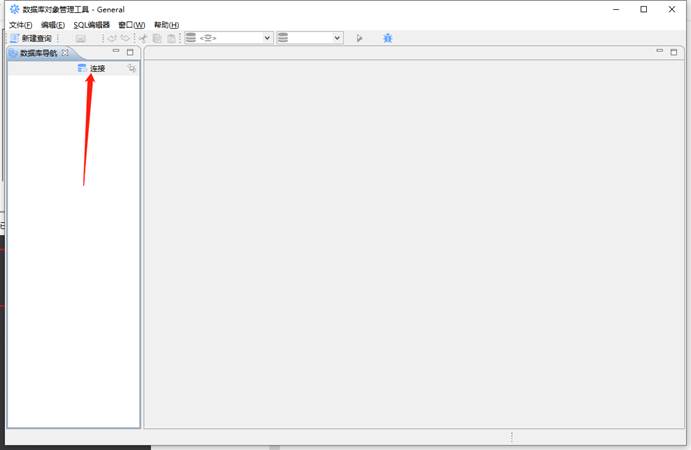 数据库对象管理工具 - General
文件(F) 编辑(E) SQL编辑器 窗口(W) 帮助(H)
新建查询 <空>
数据库导航
连接